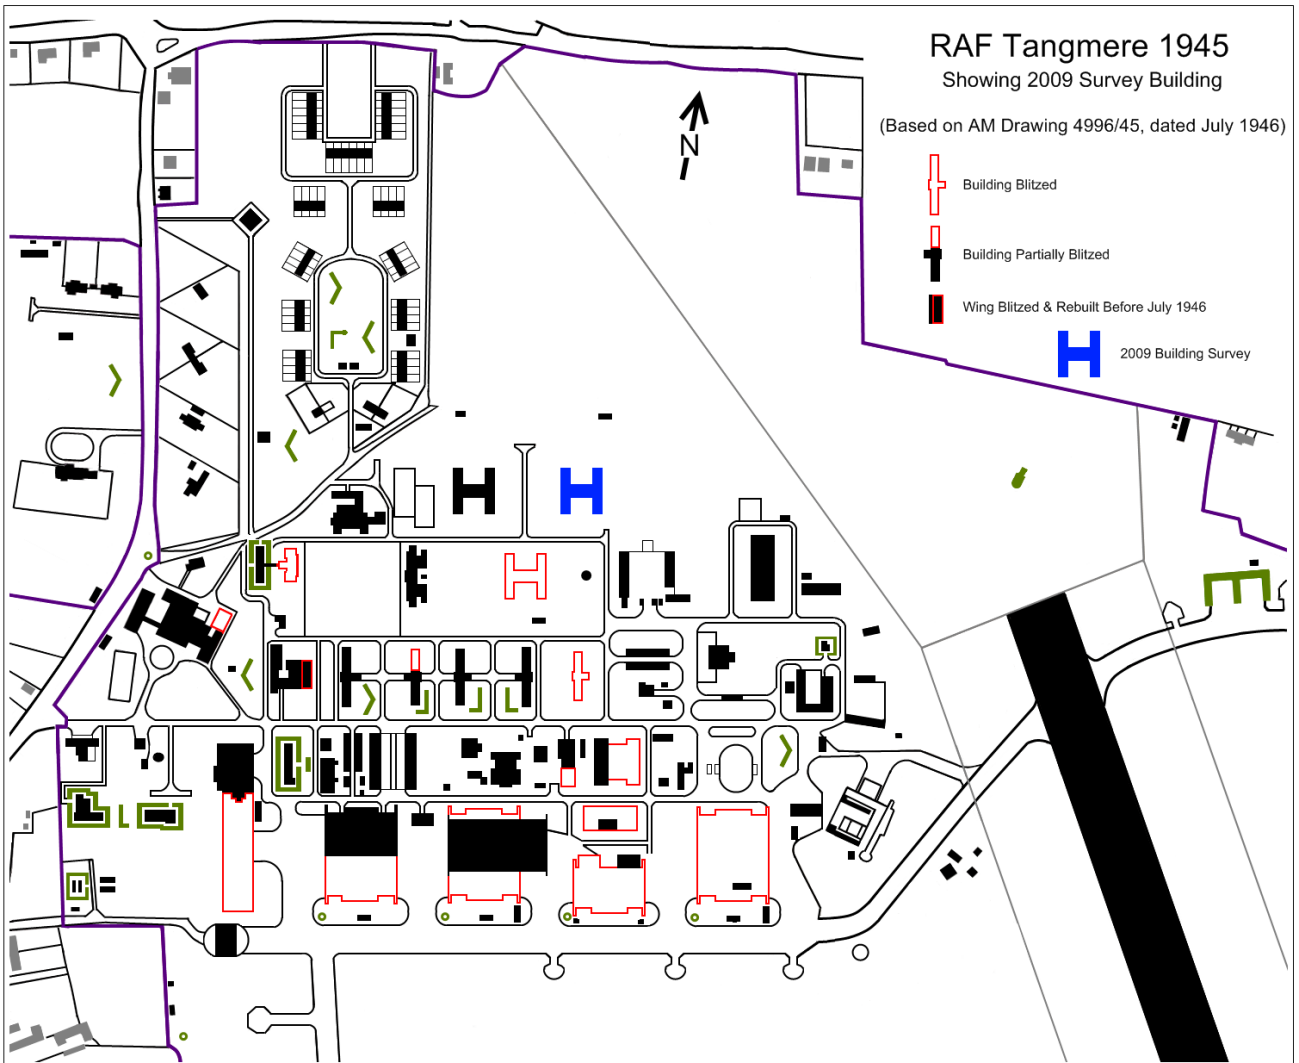 RAF Tangmere 1945
Showing 2009 Survey Building
(Based on AM Drawing 4996/45, dated July 1946)
N
Building Blitzed
Building Partially Blitzed
Wing Blitzed & Rebuilt Before July 1946
2009 Building Survey